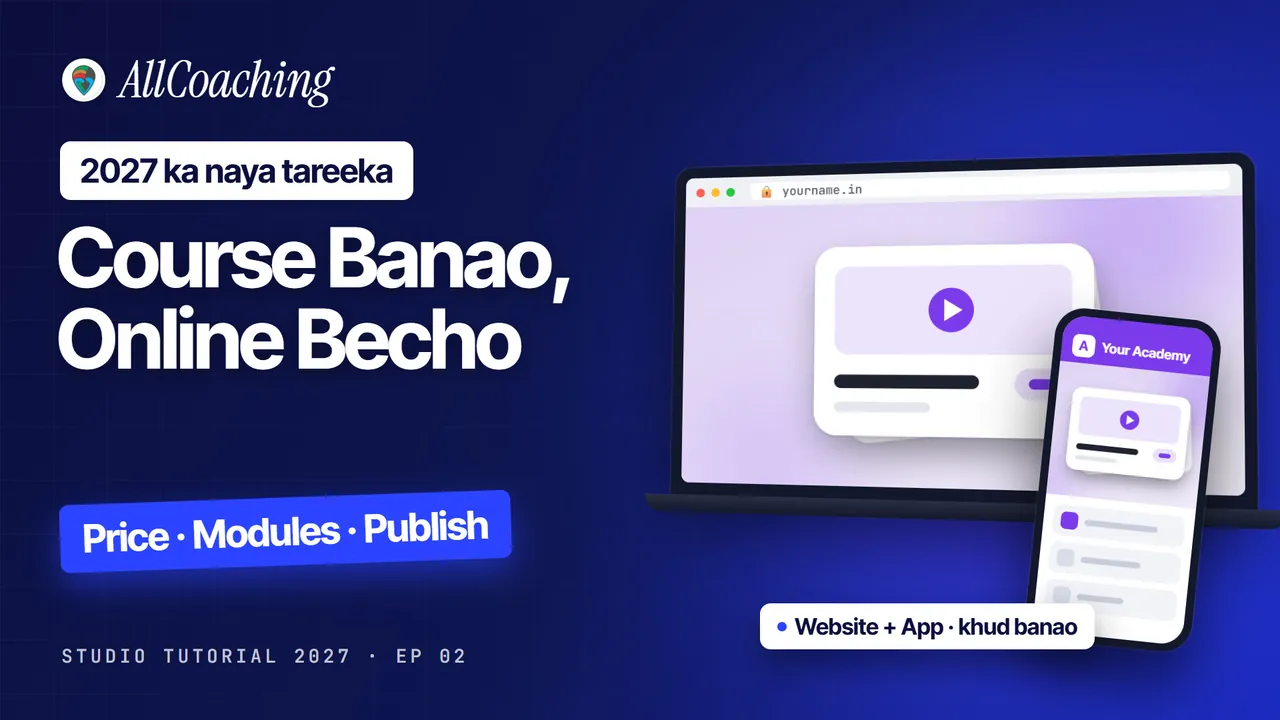 AllCoaching
2027 ka naya tareeka
Course Banao,
Online Becho
Price · Modules · Publish
STUDIO TUTORIAL 2027 · EP 02
yourname.in
A Your Academy
Website + App · khud banao